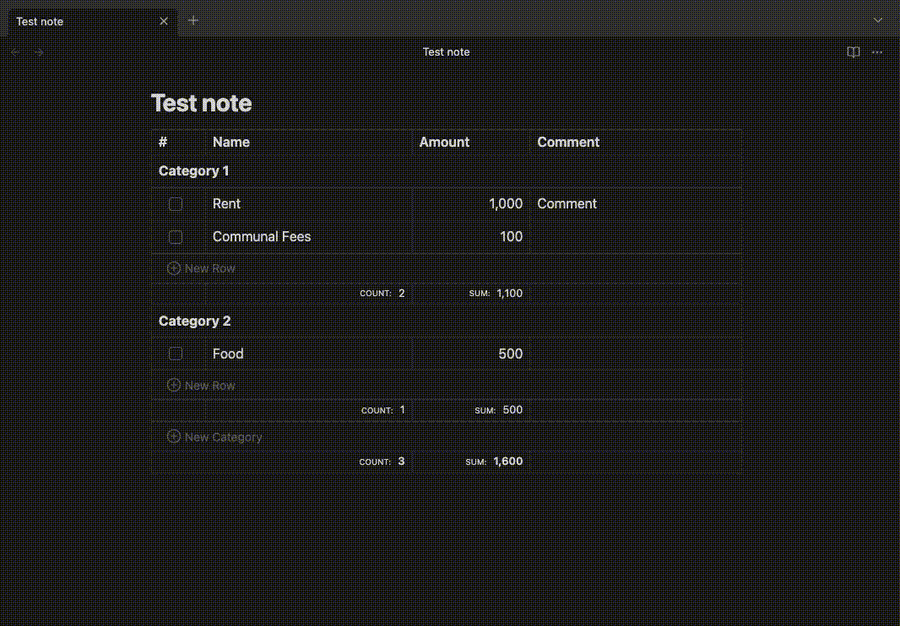 Test note
Test note
Test note
# Name Amount Comment
Category 1
Rent 1,000 Comment
Communal Fees 100
New Row
COUNT: 2 SUM: 1,100
Category 2
Food 500
New Row
COUNT: 1 SUM: 500
New Category
COUNT: 3 SUM: 1,600